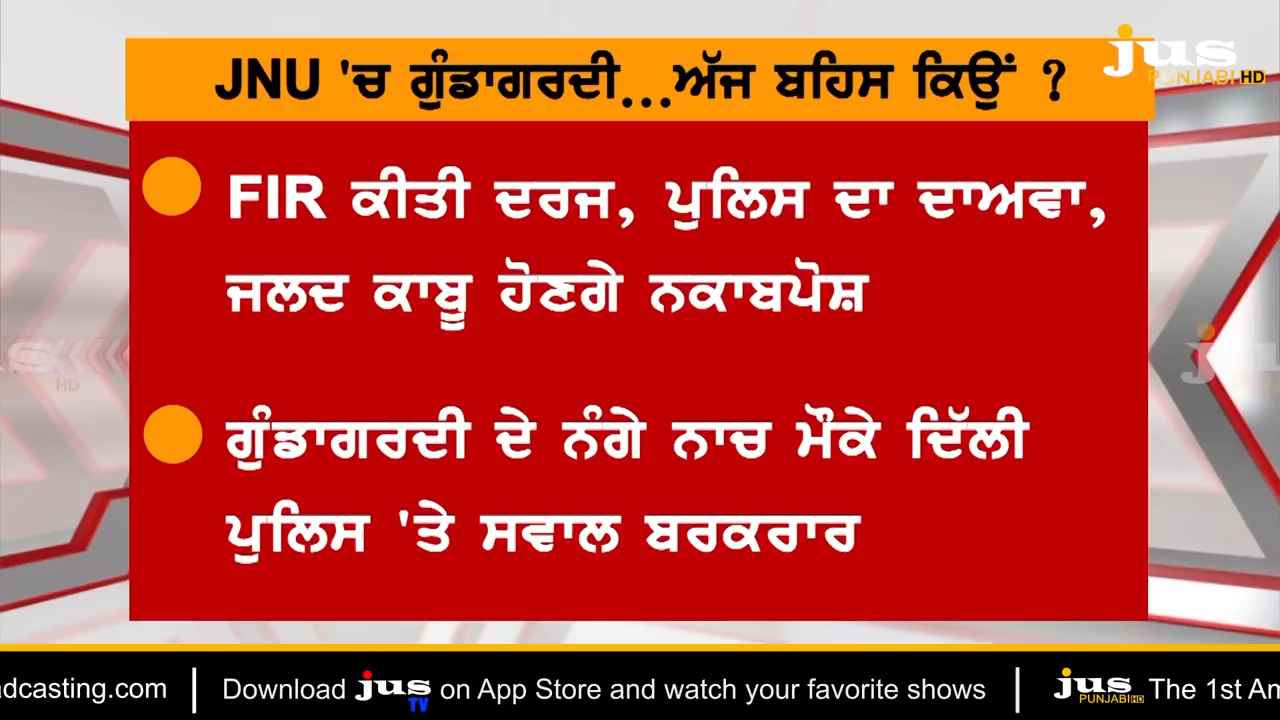 JNU 'ਚ ਗੁੰਡਾਗਰਦੀ...ਅੱਜ ਬਹਿਸ ਕਿਉਂ ?
jus
PUNJABI HD
FIR ਕੀਤੀ ਦਰਜ, ਪੁਲਿਸ ਦਾ ਦਾਅਵਾ,
ਜਲਦ ਕਾਬੂ ਹੋਣਗੇ ਨਕਾਬਪੋਸ਼
ਗੁੰਡਾਗਰਦੀ ਦੇ ਨੰਗੇ ਨਾਚ ਮੌਕੇ ਦਿੱਲੀ
ਪੁਲਿਸ 'ਤੇ ਸਵਾਲ ਬਰਕਰਾਰ
adcasting.com | Download jus TV on App Store and watch your favorite shows | jus PUNJABI HD The 1st An